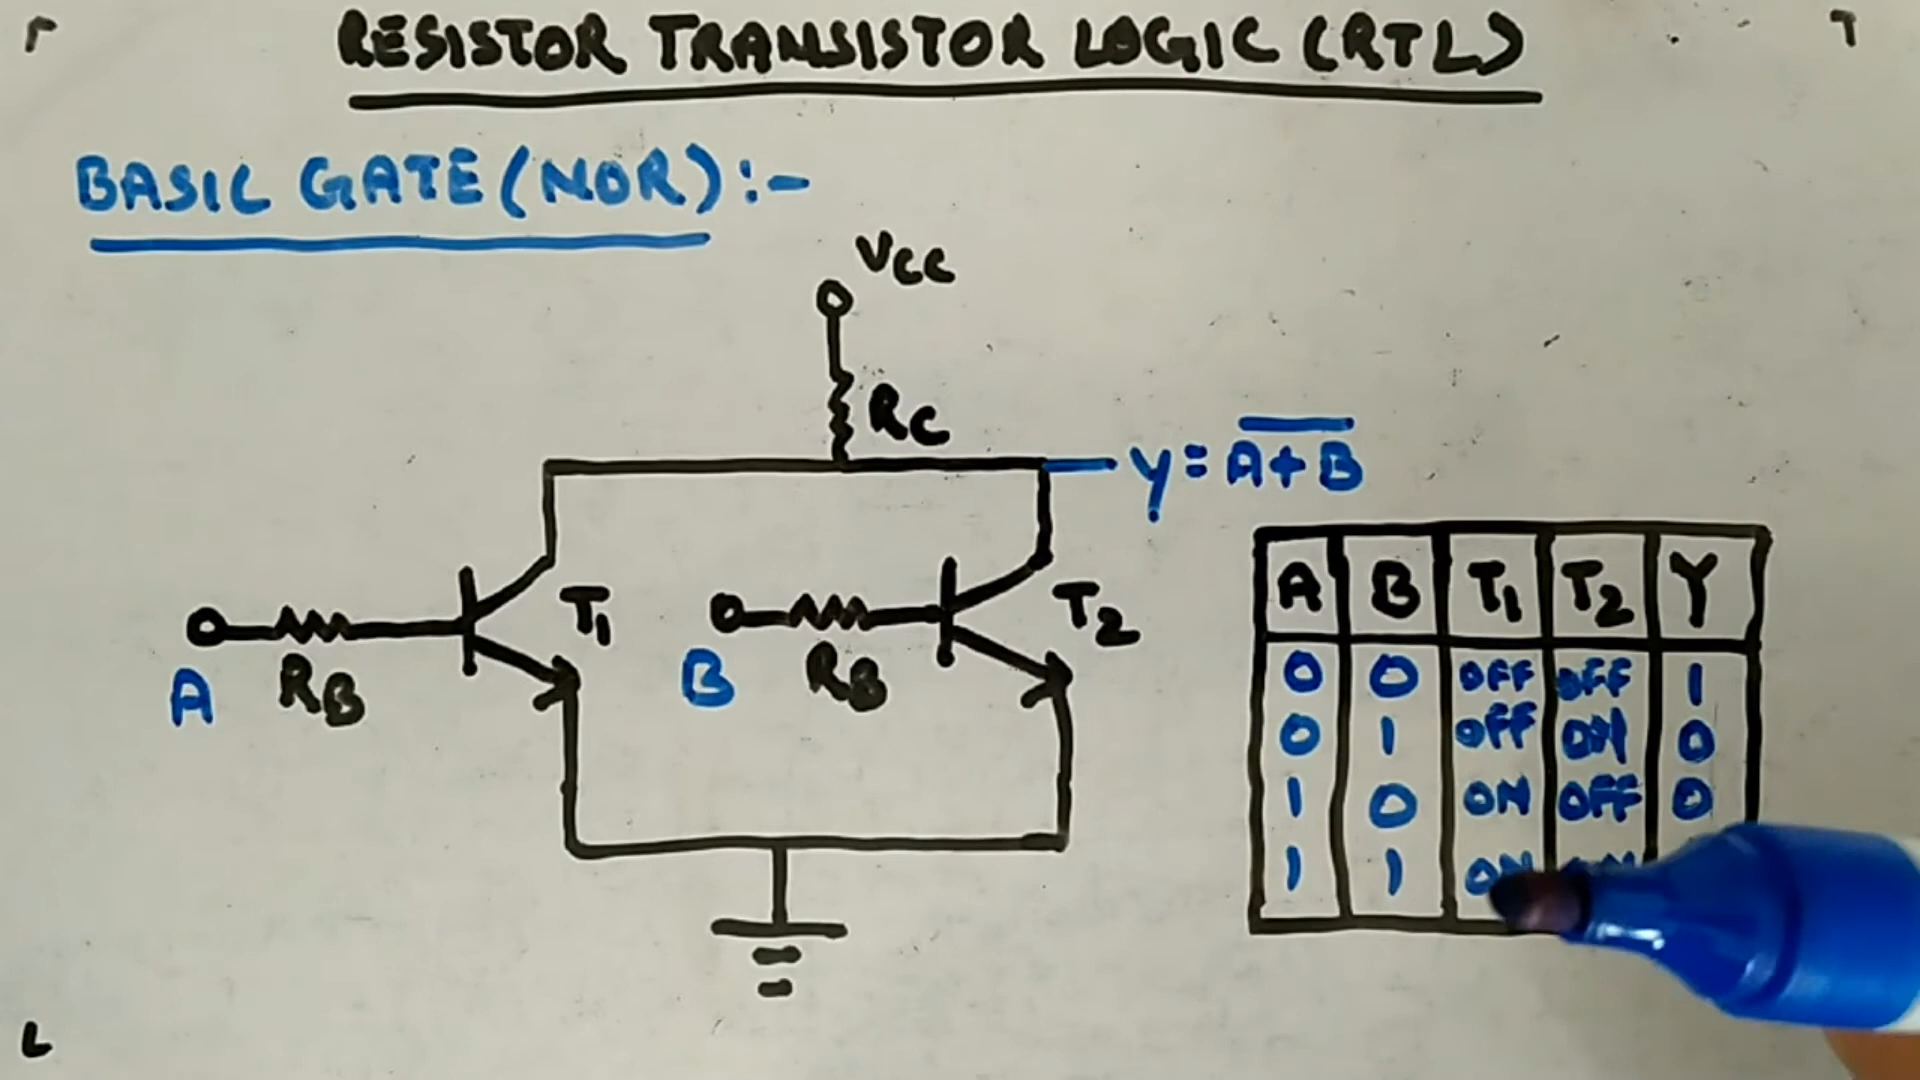 RESISTOR TRANSISTOR LOGIC (RTL)
BASIC GATE (NOR):-
VCC
RC
Y = A+B
A
RB
T1
B
RB
T2
A B T1 T2 Y
0 0 OFF OFF 1
0 1 OFF ON 0
1 0 ON OFF 0
1 1 ON